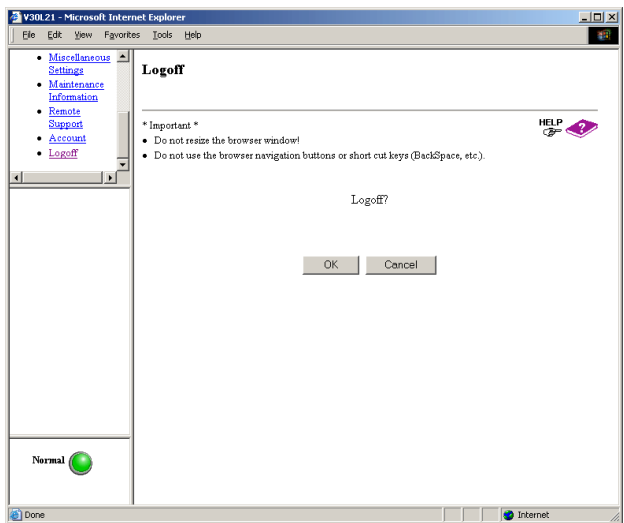 V30L21 - Microsoft Internet Explorer
File Edit View Favorites Tools Help
• Miscellaneous
Settings
• Maintenance
Information
• Remote
Support
• Account
• Logoff
Logoff
* Important *
• Do not resize the browser window!
• Do not use the browser navigation buttons or short cut keys (BackSpace, etc.).
HELP
?
Logoff?
OK Cancel
Normal
Done
Internet